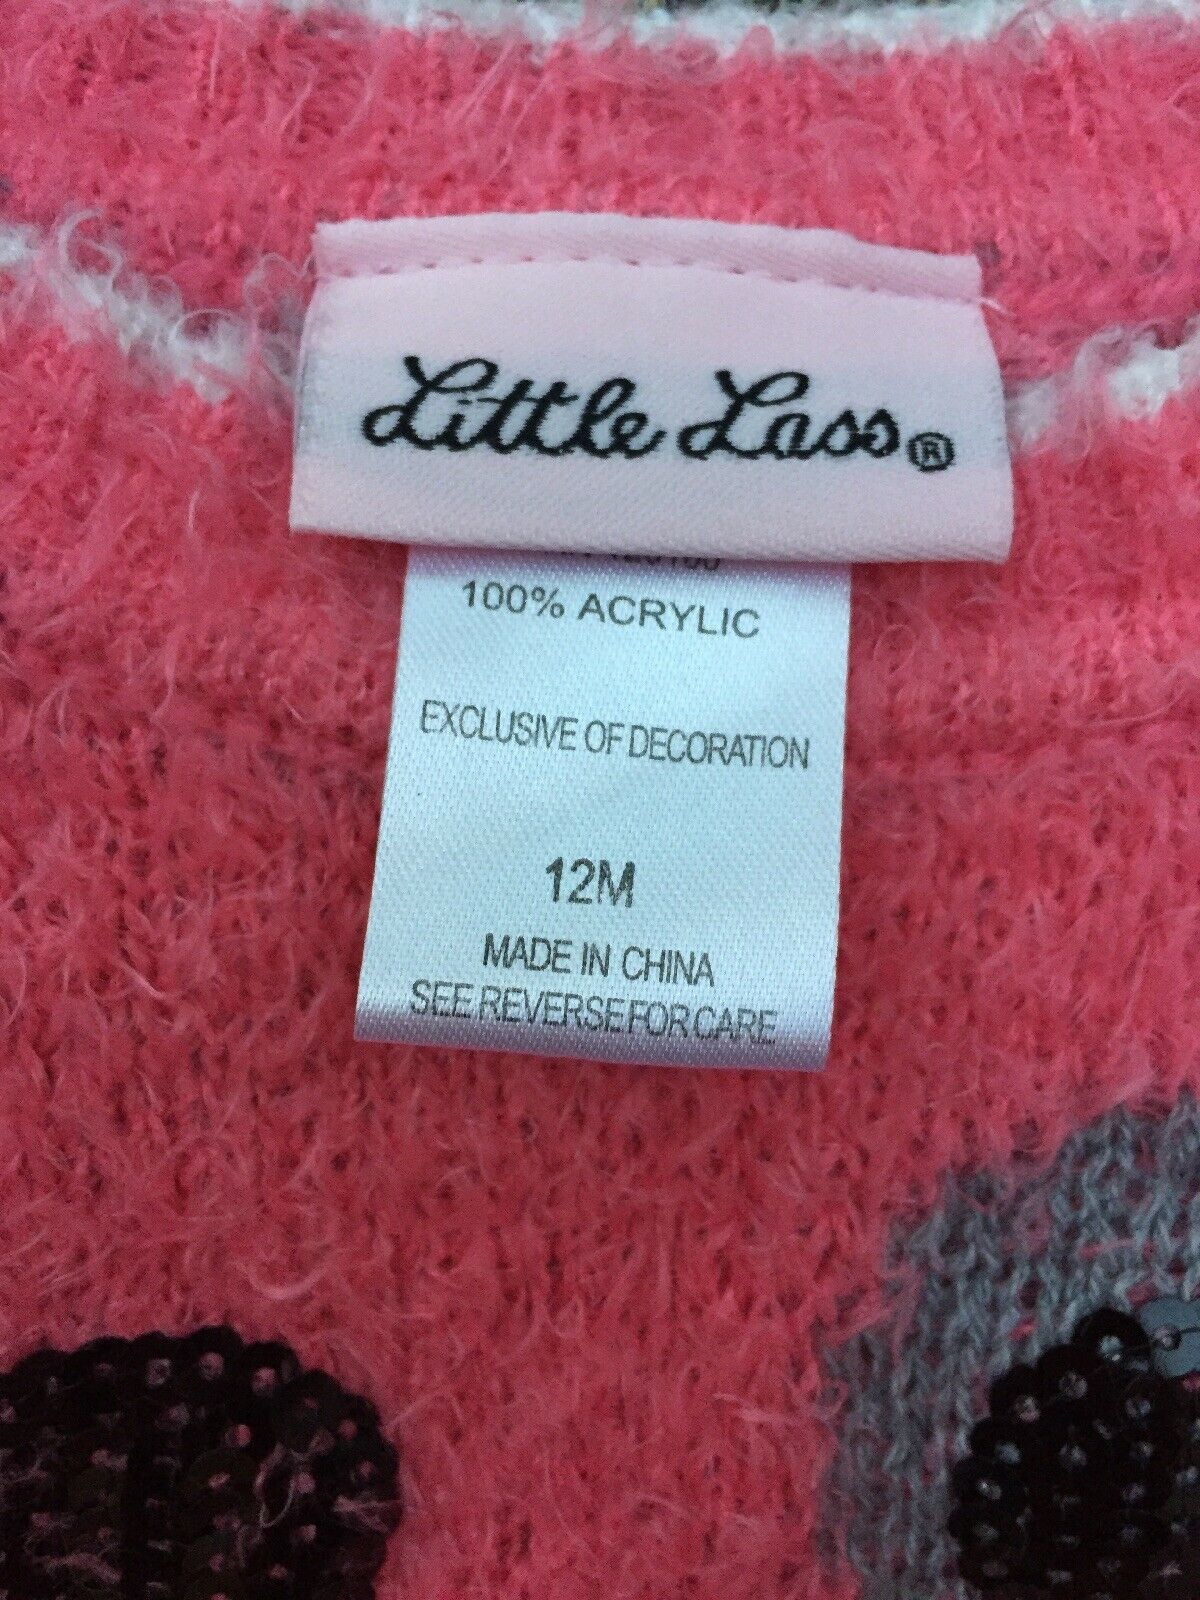 Little Lass®
100% ACRYLIC
EXCLUSIVE OF DECORATION
12M
MADE IN CHINA
SEE REVERSE FOR CARE